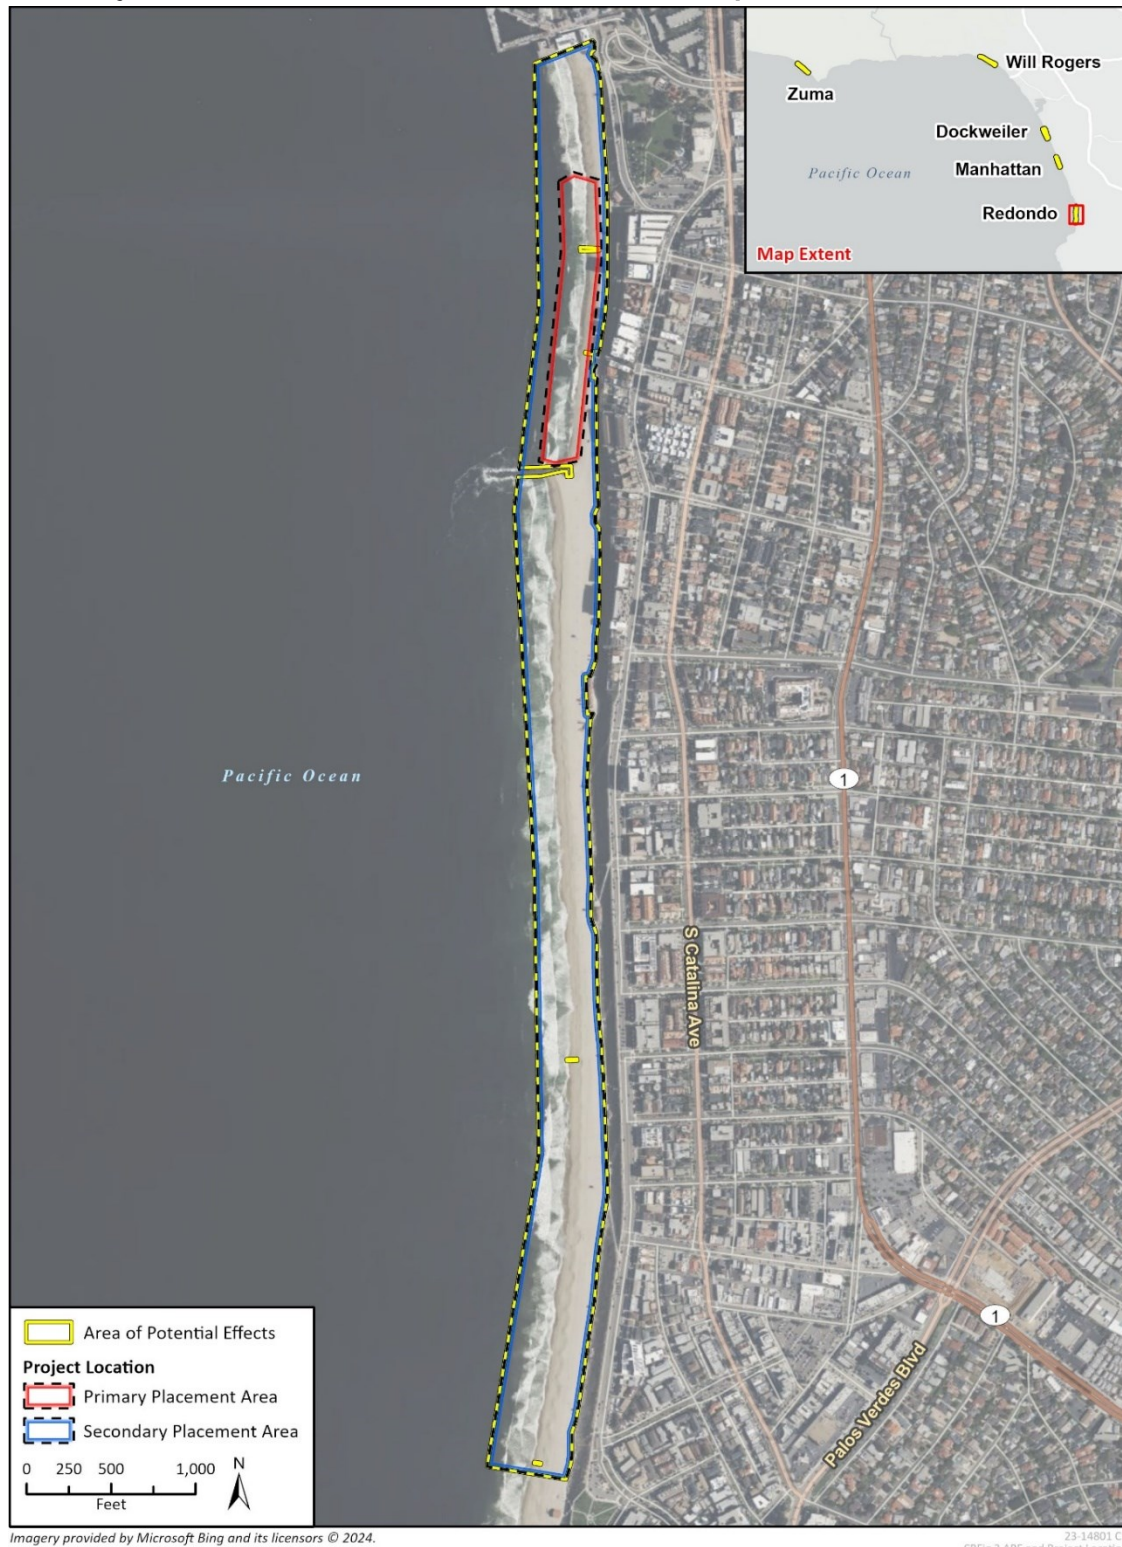 Will Rogers
Zuma
Dockweiler
Manhattan
Pacific Ocean
Redondo
Map Extent
1
Pacific Ocean
S Catalina Ave
1
Palos Verdes Blvd
Area of Potential Effects
Project Location
Primary Placement Area
Secondary Placement Area
0 250 500 1,000
N
Feet
Imagery provided by Microsoft Bing and its licensors © 2024.
23-14801 C